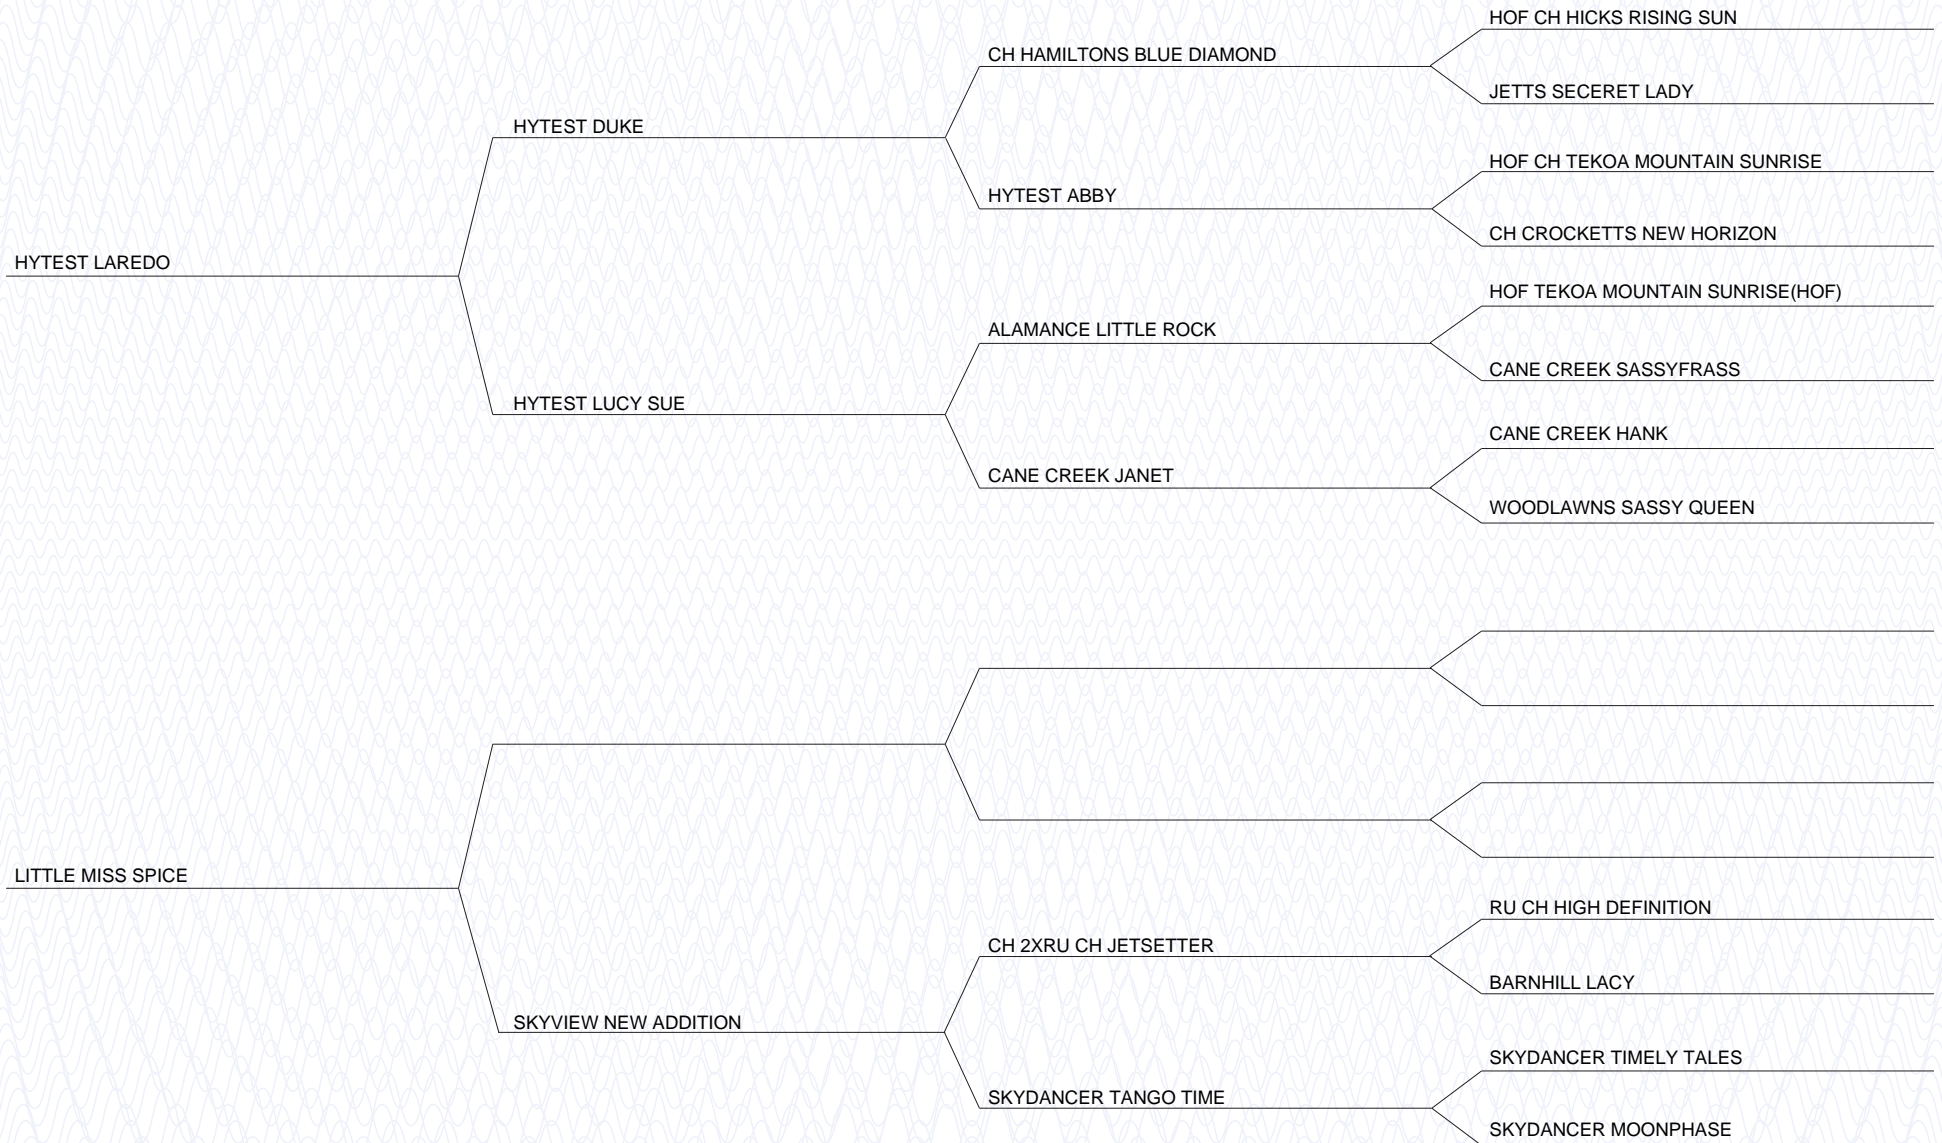 HOF CH HICKS RISING SUN
CH HAMILTONS BLUE DIAMOND
JETTS SECERET LADY
HYTEST DUKE
HOF CH TEKOA MOUNTAIN SUNRISE
HYTEST ABBY
CH CROCKETTS NEW HORIZON
HYTEST LAREDO
HOF TEKOA MOUNTAIN SUNRISE(HOF)
ALAMANCE LITTLE ROCK
CANE CREEK SASSYFRASS
HYTEST LUCY SUE
CANE CREEK HANK
CANE CREEK JANET
WOODLAWNS SASSY QUEEN
LITTLE MISS SPICE
RU CH HIGH DEFINITION
CH 2XRU CH JETSETTER
BARNHILL LACY
SKYVIEW NEW ADDITION
SKYDANCER TIMELY TALES
SKYDANCER TANGO TIME
SKYDANCER MOONPHASE